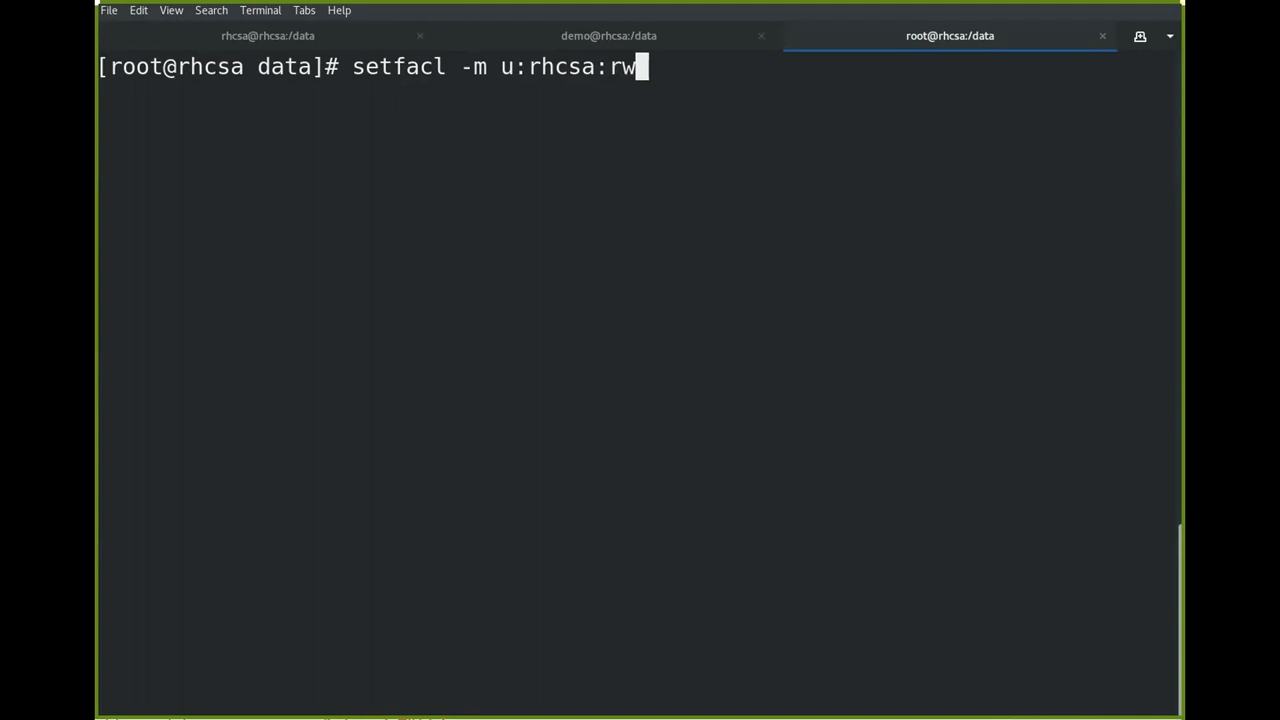 File Edit View Search Terminal Tabs Help
rhcsa@rhcsa:/data × demo@rhcsa:/data × root@rhcsa:/data ×
[root@rhcsa data]# setfacl -m u:rhcsa:rw